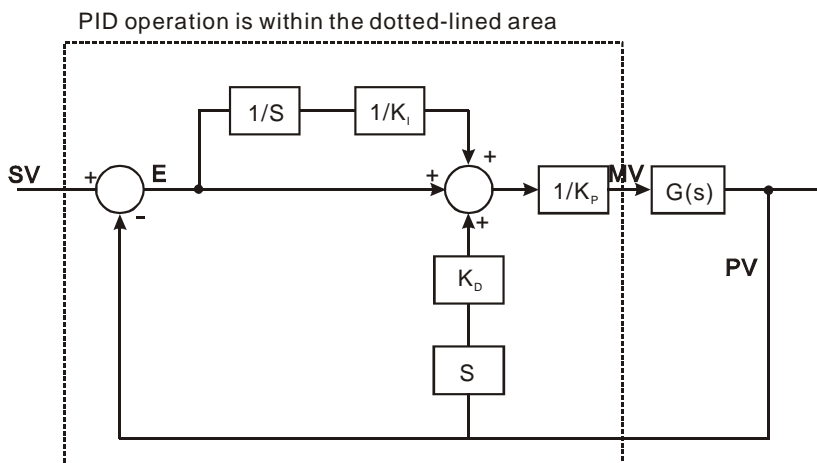 PID operation is within the dotted-lined area
1/S
1/K_I
+
SV
+
E
+
1/K_P
MV
G(s)
-
+
K_D
PV
S